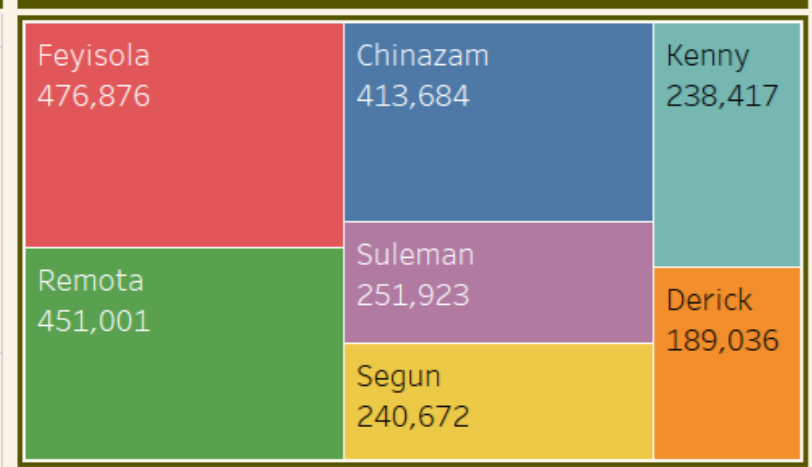 Feyisola
476,876
Remota
451,001
Chinazam
413,684
Suleman
251,923
Segun
240,672
Kenny
238,417
Derick
189,036